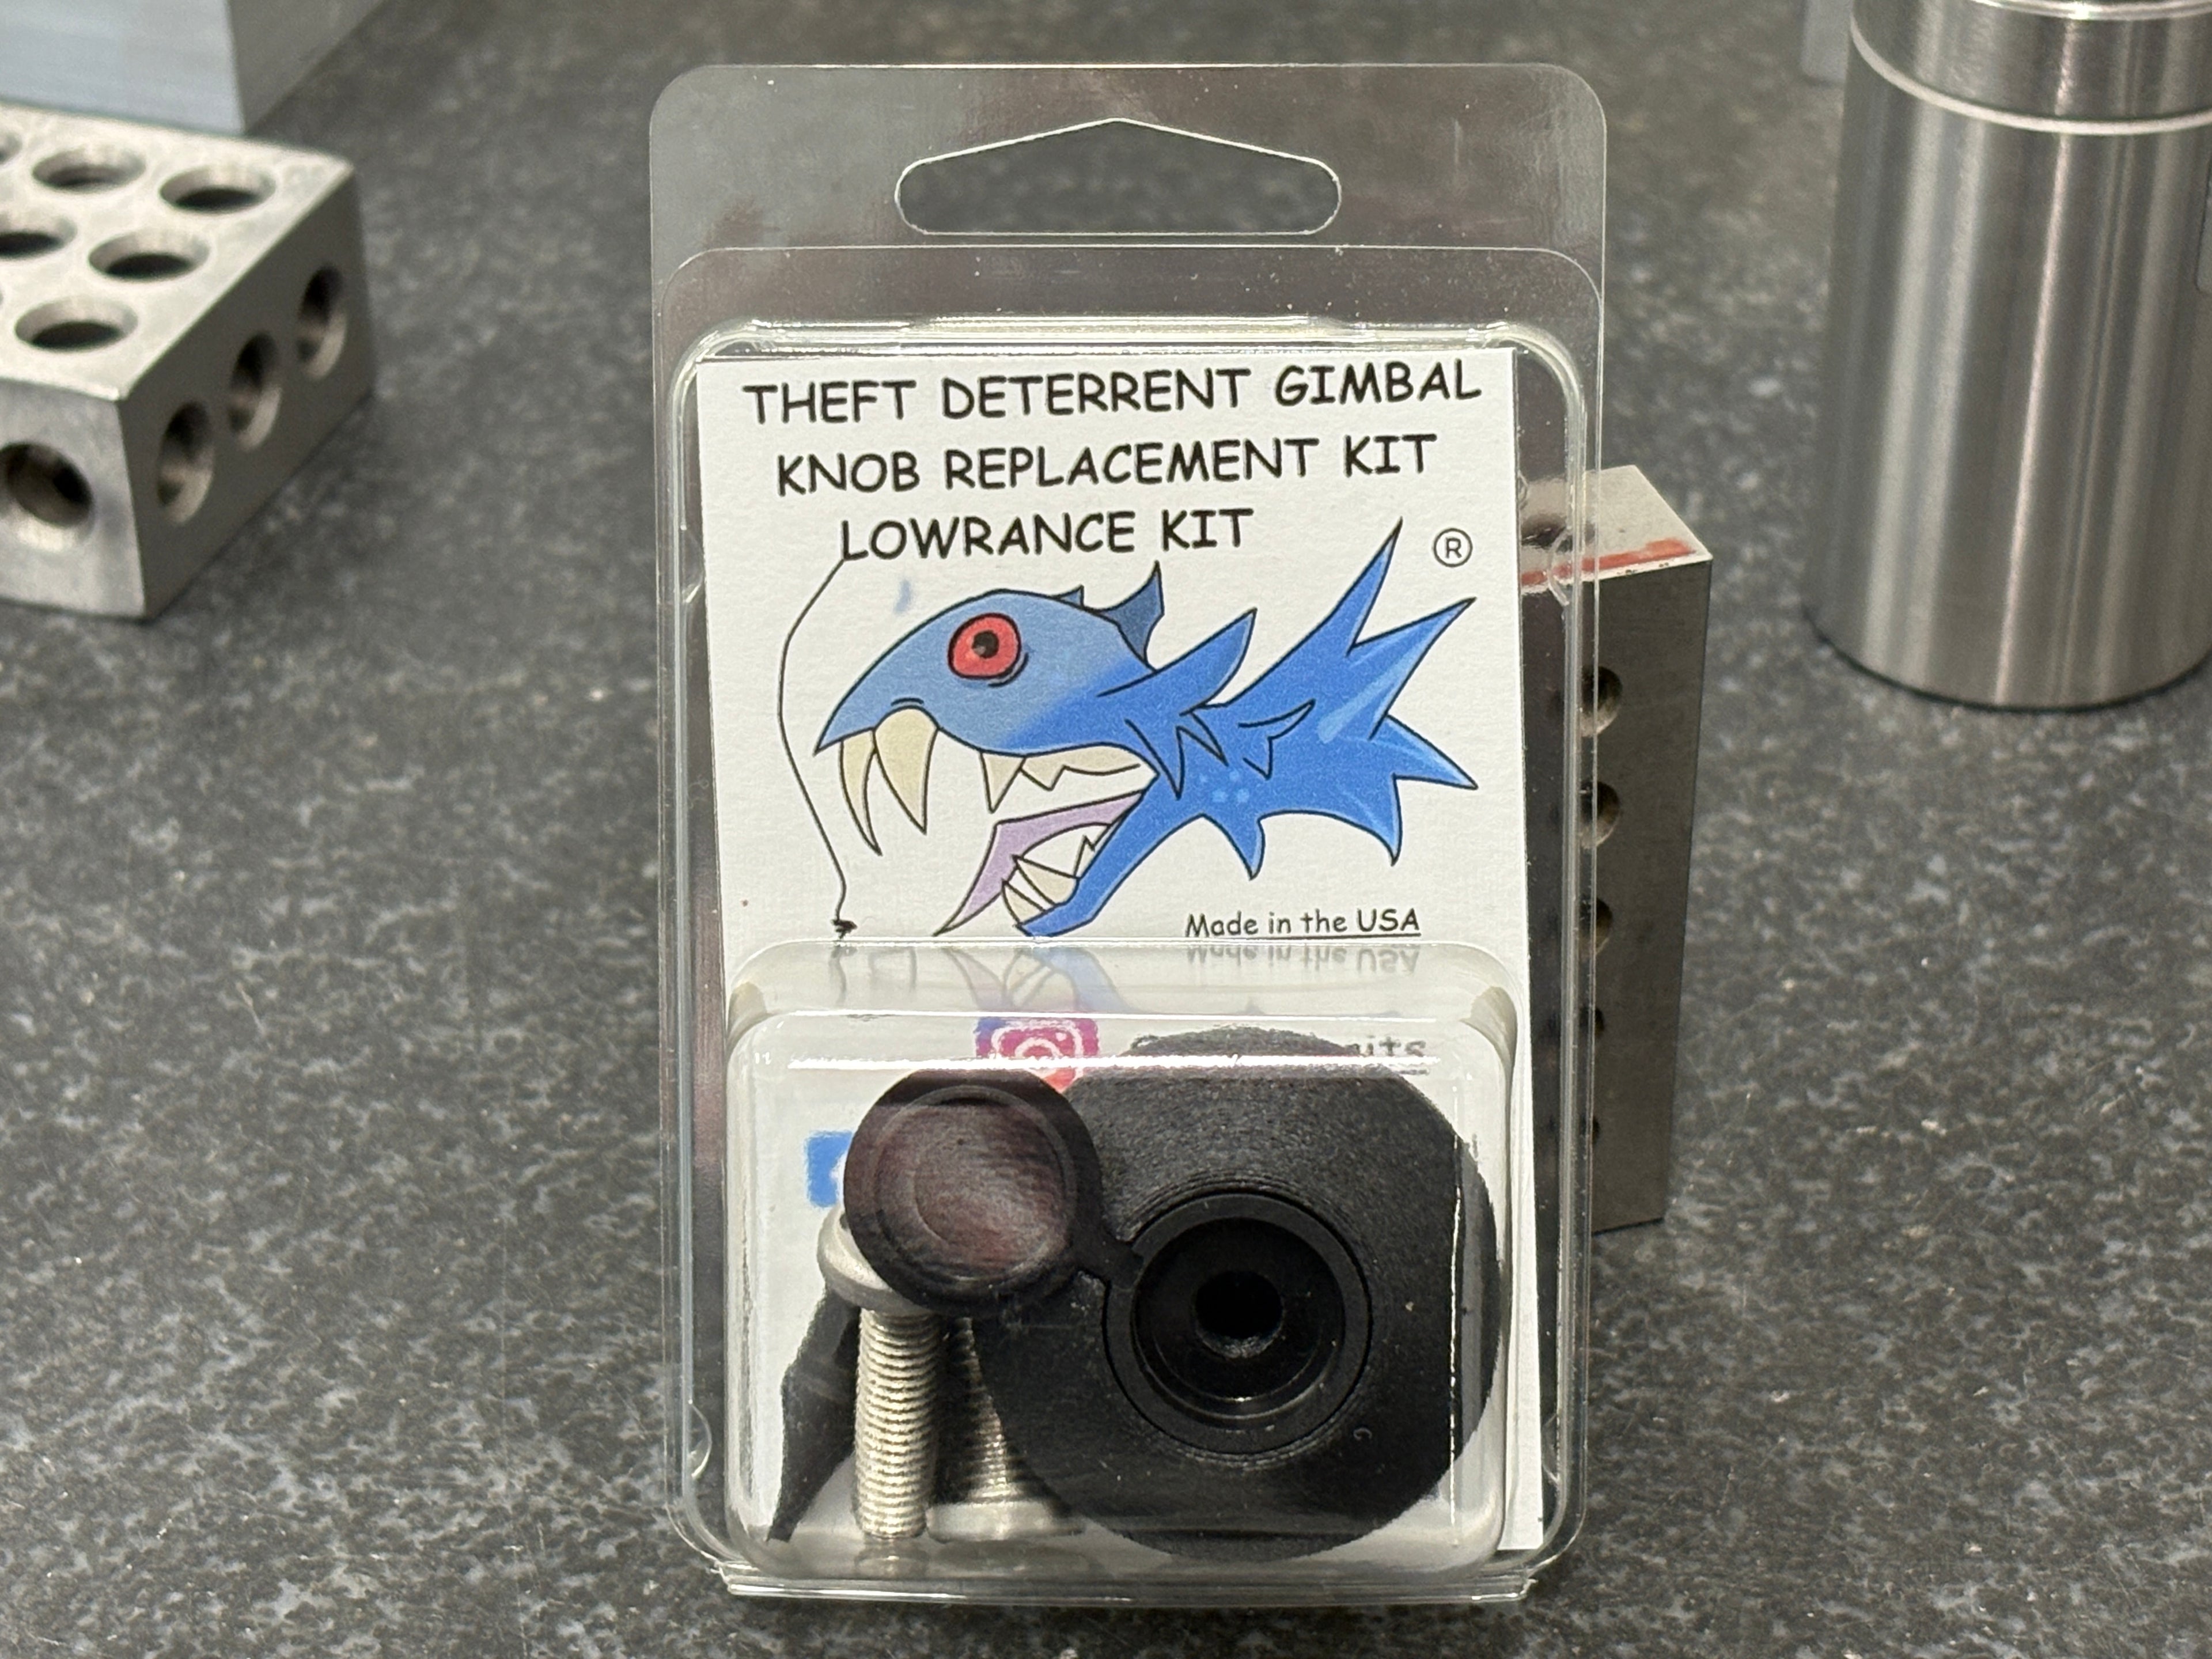 THEFT DETERRENT GIMBAL
KNOB REPLACEMENT KIT
LOWRANCE KIT
®
Made in the USA